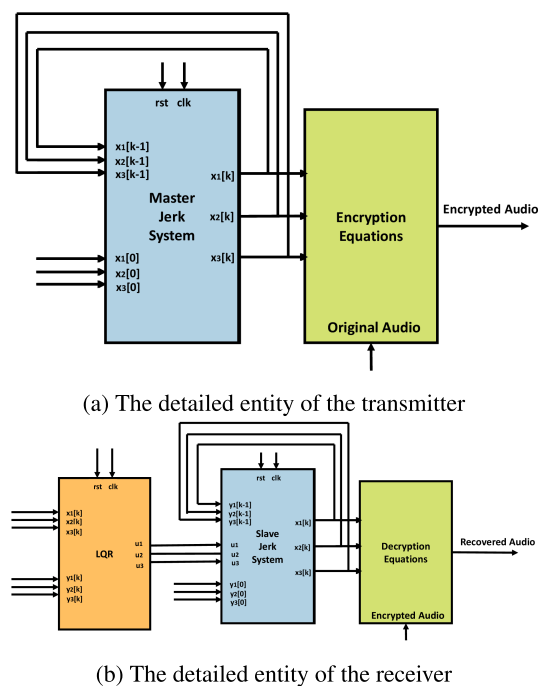 rst clk
x1[k-1]
x2[k-1]
x3[k-1]
x1[k]
Master
Jerk
System
x2[k]
x3[k]
x1[0]
x2[0]
x3[0]
Encryption
Equations
Encrypted Audio
Original Audio
(a) The detailed entity of the transmitter
rst clk
x1[k]
x2[k]
x3[k]
LQR
y1[k]
y2[k]
y3[k]
u1
u2
u3
rst clk
y1[k-1]
y2[k-1]
y3[k-1]
u1
u2
u3
Slave
Jerk
System
x1[k]
x2[k]
x3[k]
y1[0]
y2[0]
y3[0]
Decryption
Equations
Recovered Audio
Encrypted Audio
(b) The detailed entity of the receiver